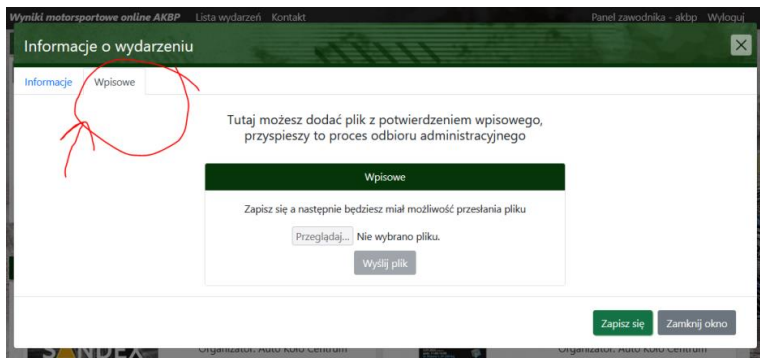 Wyniki motorsportowe online AKBP Lista wydarzeń Kontakt Panel zawodnika - akbp Wyloguj
Informacje o wydarzeniu
Informacje Wpisowe
Tutaj możesz dodać plik z potwierdzeniem wpisowego,
przyspieszy to proces odbioru administracyjnego
Wpisowe
Zapisz się a następnie będziesz miał możliwość przesłania pliku
Przeglądaj... Nie wybrano pliku.
Wyślij plik
Zapisz się Zamknij okno
Organizator: Auto Koło Centrum Organizator: Auto Koło Centrum